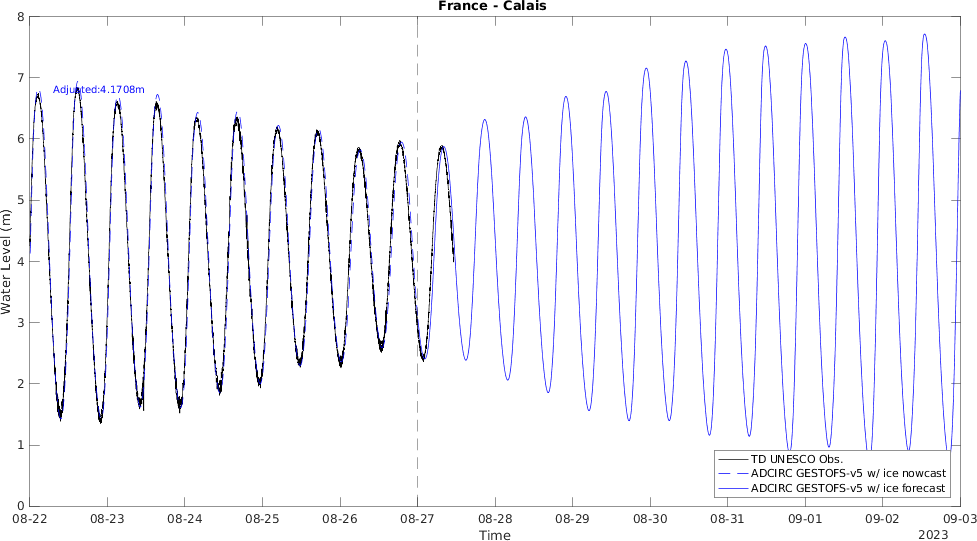 France - Calais
8
7
6
5
4
3
2
1
0
Water Level (m)
Adjusted:4.1708m
TD UNESCO Obs.
ADCIRC GESTOFS-v5 w/ ice nowcast
ADCIRC GESTOFS-v5 w/ ice forecast
08-22 08-23 08-24 08-25 08-26 08-27 08-28 08-29 08-30 08-31 09-01 09-02 09-03
Time
2023